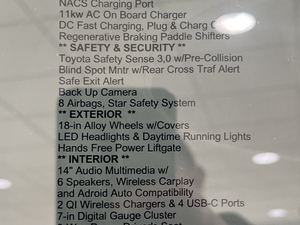 NACS Charging Port
11kw AC On Board Charger
DC Fast Charging, Plug & Charg
Regenerative Braking Paddle Shifters
** SAFETY & SECURITY **
Toyota Safety Sense 3,0 w/Pre-Collision
Blind Spot Mntr w/Rear Cross Traf Alert
Safe Exit Alert
Back Up Camera
8 Airbags, Star Safety System
** EXTERIOR **
18-in Alloy Wheels w/Covers
LED Headlights & Daytime Running Lights
Hands Free Power Liftgate
** INTERIOR **
14" Audio Multimedia w/
6 Speakers, Wireless Carplay
and Adroid Auto Compatibility
2 QI Wireless Chargers & 4 USB-C Ports
7-in Digital Gauge Cluster